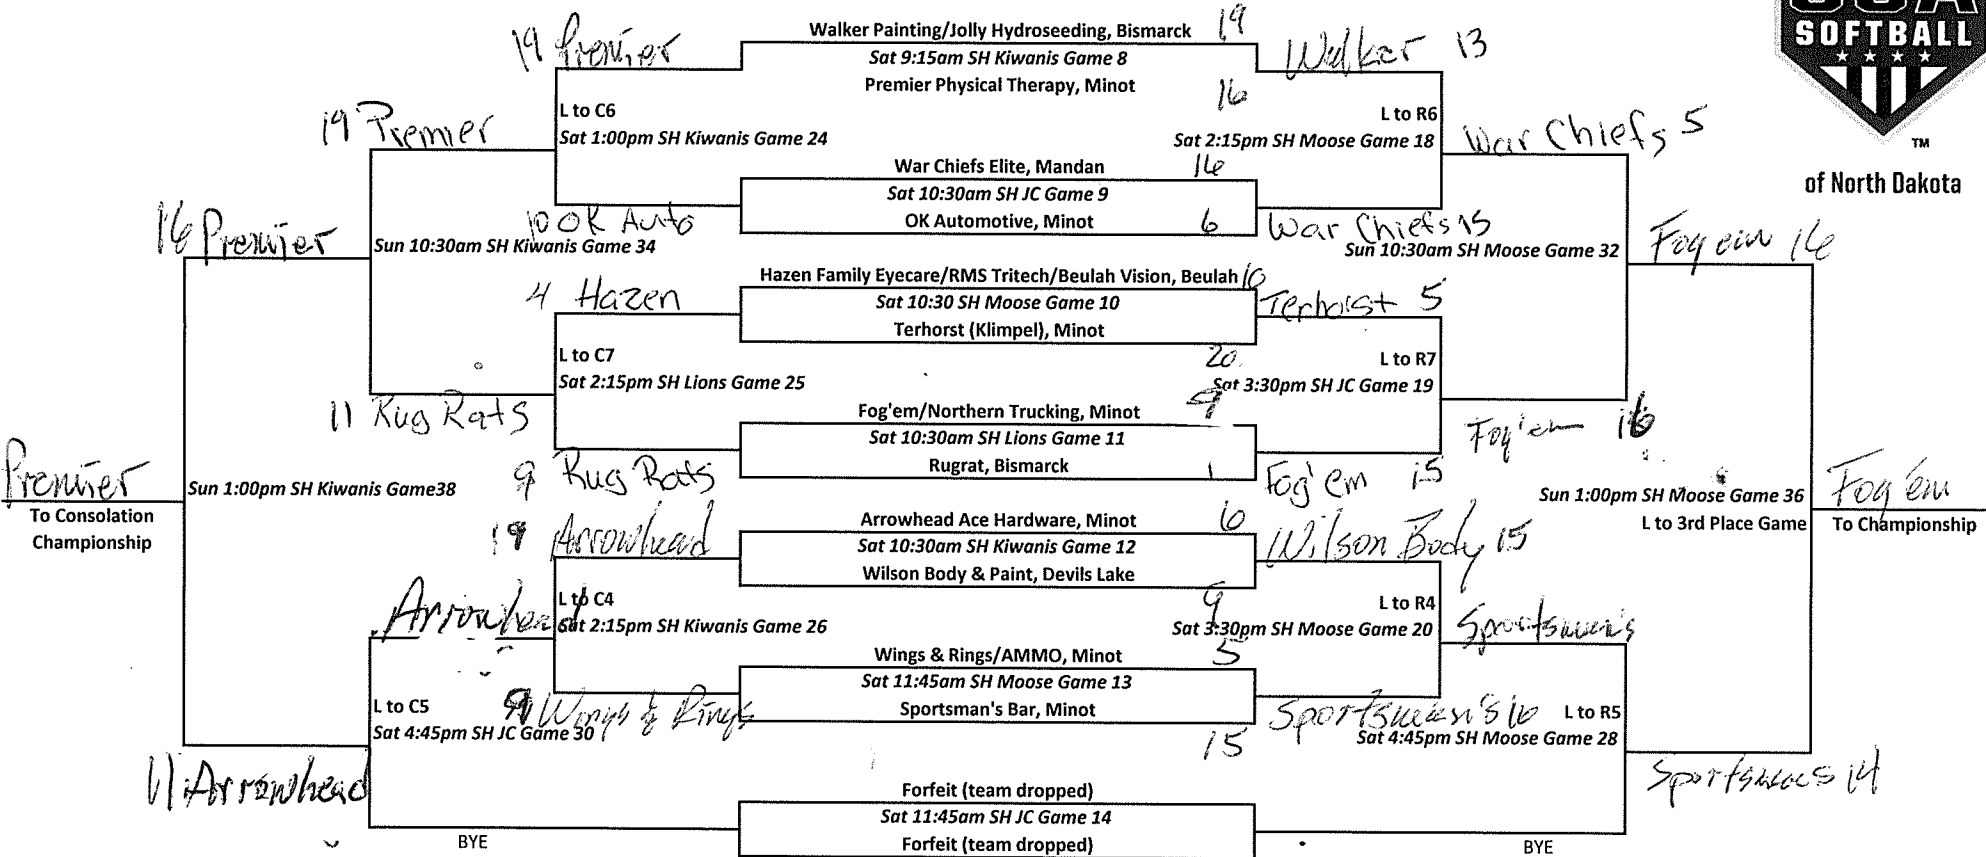 SOFTBALL
TM
of North Dakota
Walker Painting/Jolly Hydroseeding, Bismarck 19
Sat 9:15am SH Kiwanis Game 8
Premier Physical Therapy, Minot 16
19 Premier
Walker 13
L to C6
Sat 1:00pm SH Kiwanis Game 24
L to R6
Sat 2:15pm SH Moose Game 18
19 Premier
War Chiefs 5
War Chiefs Elite, Mandan 16
Sat 10:30am SH JC Game 9
OK Automotive, Minot 6
10 OK Auto
War Chiefs 15
16 Premier
Sun 10:30am SH Kiwanis Game 34
Sun 10:30am SH Moose Game 32
Fog em 16
Hazen Family Eyecare/RMS Tritech/Beulah Vision, Beulah 10
Sat 10:30 SH Moose Game 10
Terhorst (Klimpel), Minot
20
4 Hazen
Terhorst 5
L to C7
Sat 2:15pm SH Lions Game 25
L to R7
Sat 3:30pm SH JC Game 19
Fog'em/Northern Trucking, Minot 9
Sat 10:30am SH Lions Game 11
Rugrat, Bismarck 1
11 Rug Rats
Fog'em 16
9 Rug Rats
Fog'em 15
Premier
To Consolation
Championship
Sun 1:00pm SH Kiwanis Game38
Sun 1:00pm SH Moose Game 36
L to 3rd Place Game
Fog'em
To Championship
Arrowhead Ace Hardware, Minot 6
Sat 10:30am SH Kiwanis Game 12
Wilson Body & Paint, Devils Lake
9
19 Arrowhead
Wilson Body 15
L to C4
Sat 2:15pm SH Kiwanis Game 26
L to R4
Sat 3:30pm SH Moose Game 20
Arrowhead
Sportsmen's
Wings & Rings/AMMO, Minot 5
Sat 11:45am SH Moose Game 13
Sportsman's Bar, Minot
15
Wings & Rings
Sportsmen's 16
L to C5
Sat 4:45pm SH JC Game 30
L to R5
Sat 4:45pm SH Moose Game 28
11 Arrowhead
Sportsmens 14
Forfeit (team dropped)
Sat 11:45am SH JC Game 14
Forfeit (team dropped)
BYE
BYE